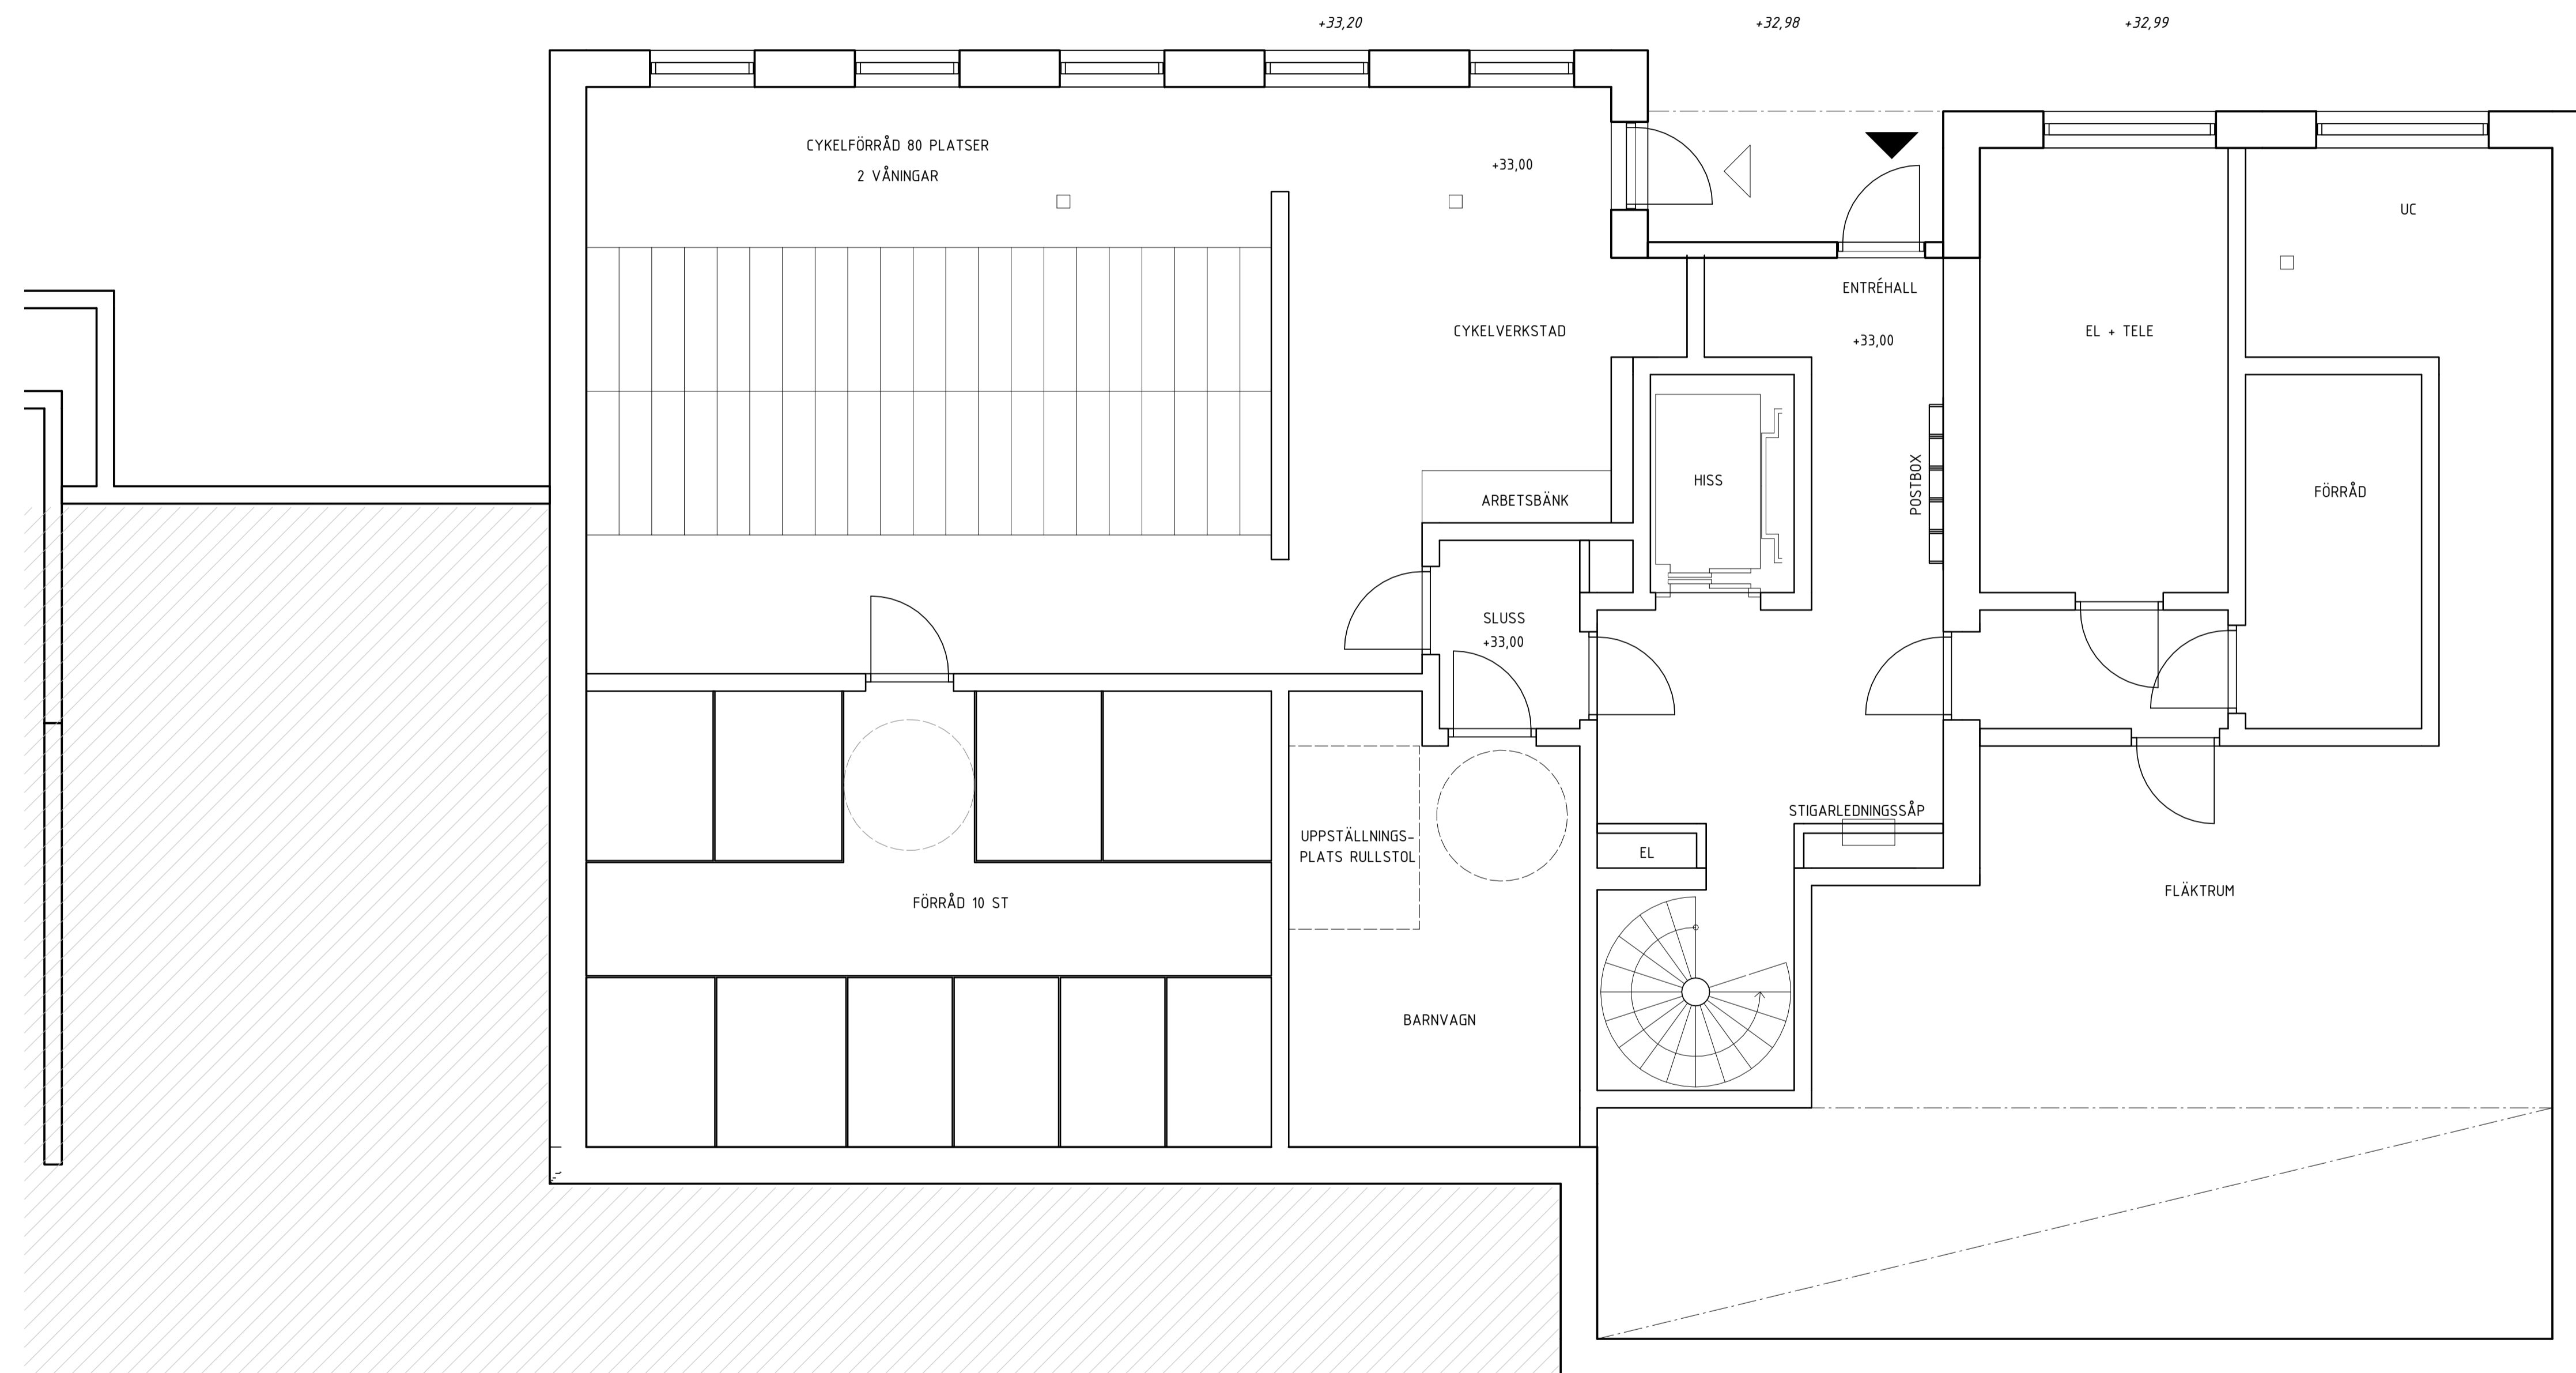 +33,20
+32,98
+32,99
CYKELFÖRRÅD 80 PLATSER
2 VÅNINGAR
+33,00
UC
ENTRÉHALL
+33,00
CYKELVERKSTAD
EL + TELE
HISS
POSTBOX
FÖRRÅD
ARBETSBÄNK
SLUSS
+33,00
STIGARLEDNINGSSÅP
UPPSTÄLLNINGS-
PLATS RULLSTOL
EL
FÖRRÅD 10 ST
FLÄKTRUM
BARNVAGN